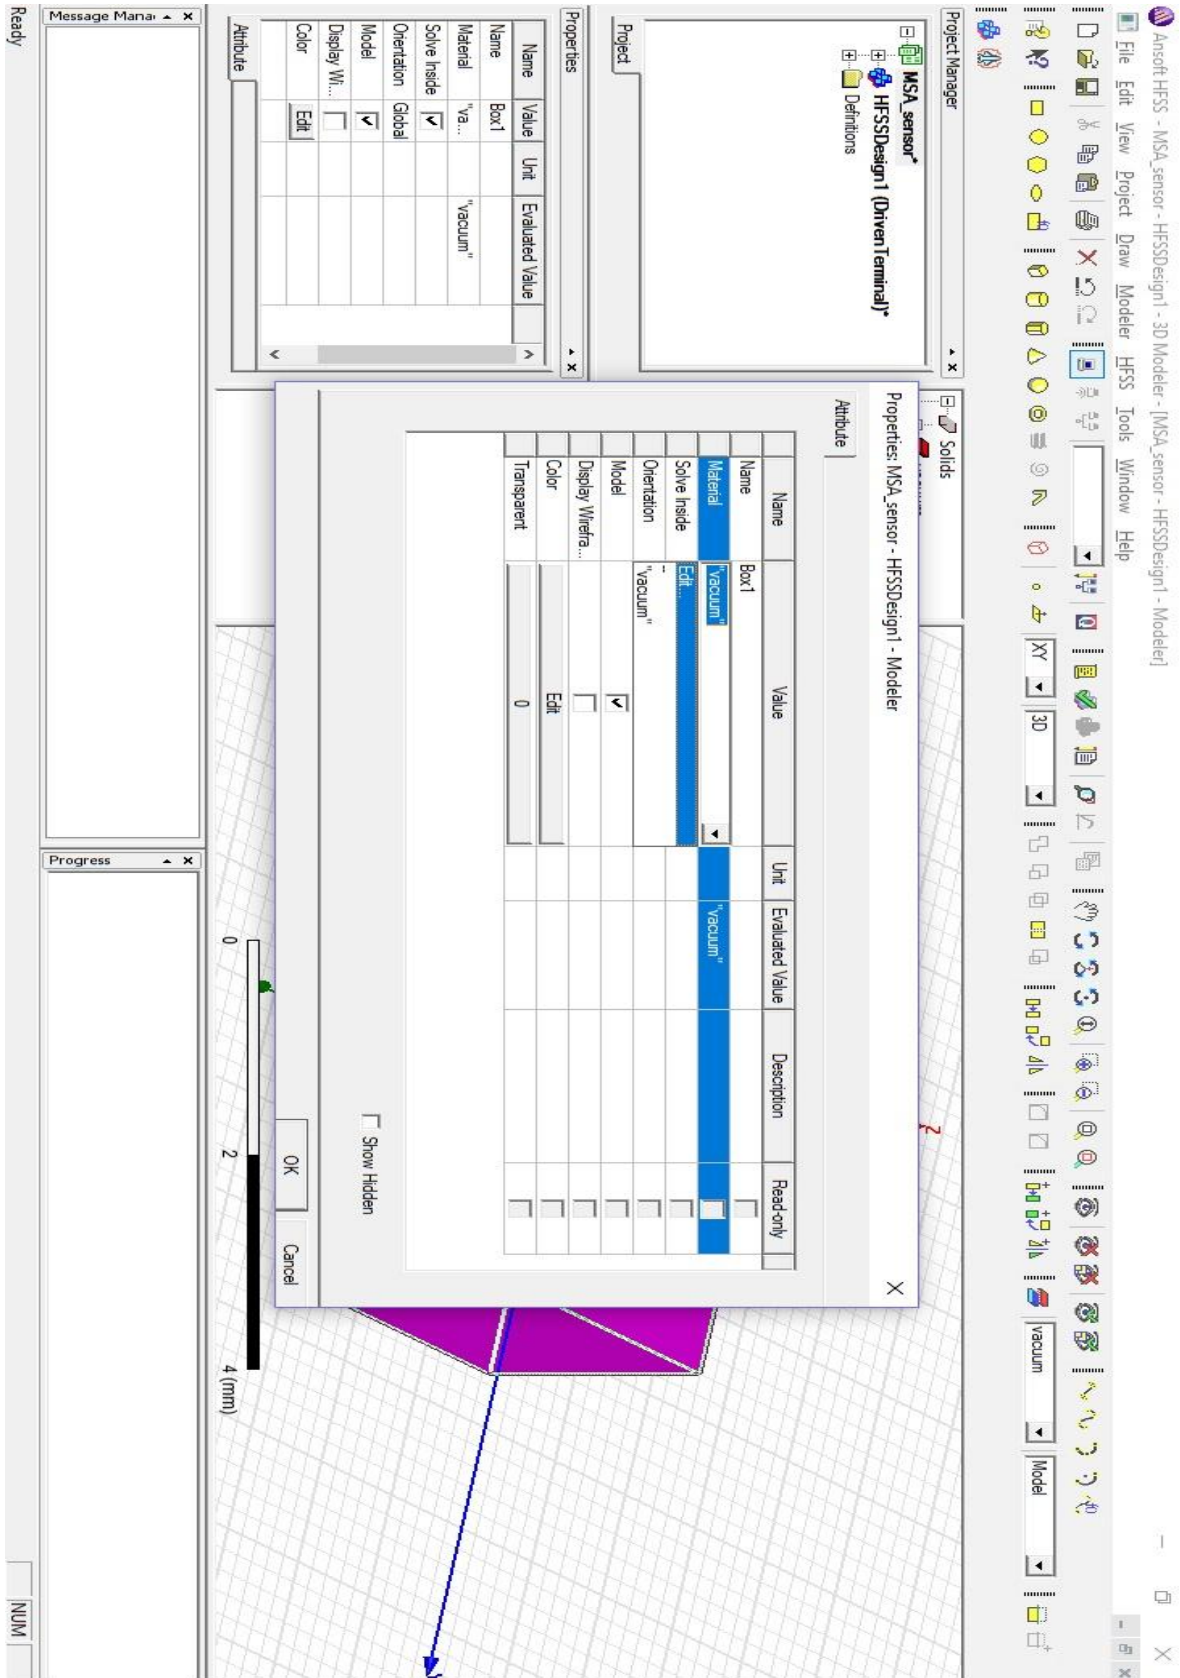 Ansoft HFSS - MSA_sensor - HFSSDesign1 - 3D Modeler - [MSA_sensor - HFSSDesign1 - Modeler]
File Edit View Project Draw Modeler HFSS Tools Window Help
XY 3D vacuum Model
Project Manager
MSA_sensor*
HFSSDesign1 (DrivenTerminal)*
Definitions
Project
Solids
Properties
Name Value Unit Evaluated Value
Name Box1
Material "va... "vacuum"
Solve Inside
Orientation Global
Model
Display Wi...
Color Edit
Attribute
Properties: MSA_sensor - HFSSDesign1 - Modeler
Attribute
Name Value Unit Evaluated Value Description Read-only
Name Box1
Material "vacuum" "vacuum"
Solve Inside Edit...
Orientation "vacuum"
Model
Display Wirefra...
Color Edit
Transparent 0
Show Hidden
OK Cancel
0 2 4 (mm)
Message Mana
Progress
Ready
NUM